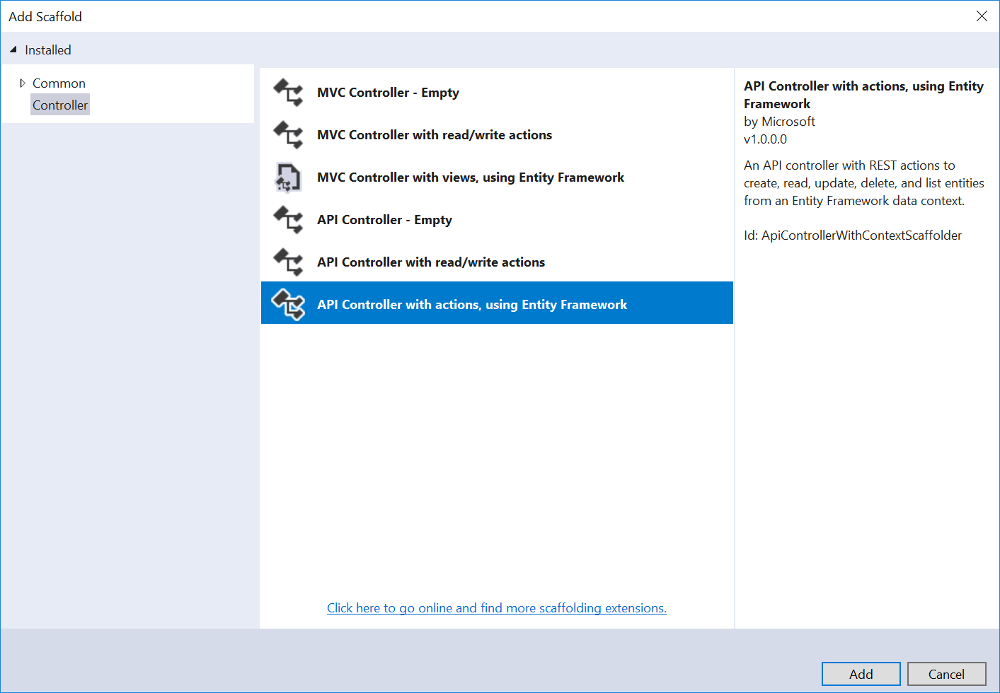 Add Scaffold
Installed
Common
Controller
MVC Controller - Empty
MVC Controller with read/write actions
MVC Controller with views, using Entity Framework
API Controller - Empty
API Controller with read/write actions
API Controller with actions, using Entity Framework
Click here to go online and find more scaffolding extensions.
API Controller with actions, using Entity
Framework
by Microsoft
v1.0.0.0
An API controller with REST actions to
create, read, update, delete, and list entities
from an Entity Framework data context.
Id: ApiControllerWithContextScaffolder
Add
Cancel